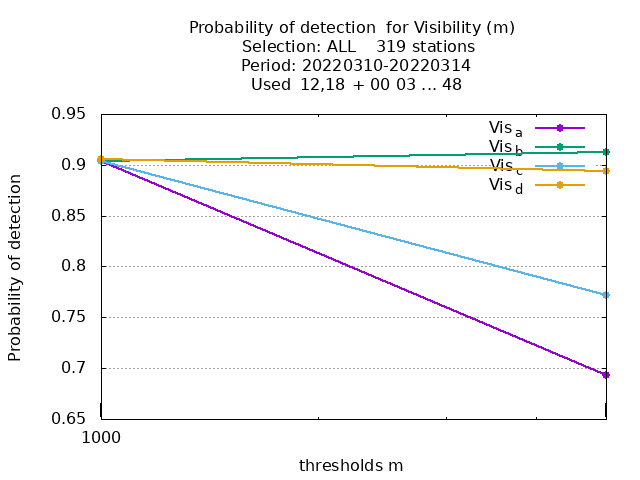 Probability of detection  for Visibility (m)
Selection: ALL    319 stations
Period: 20220310-20220314
Used  12,18 + 00 03 ... 48
0.95
0.9
0.85
0.8
0.75
0.7
0.65
Probability of detection
Vis a
Vis b
Vis c
Vis d
1000
thresholds m